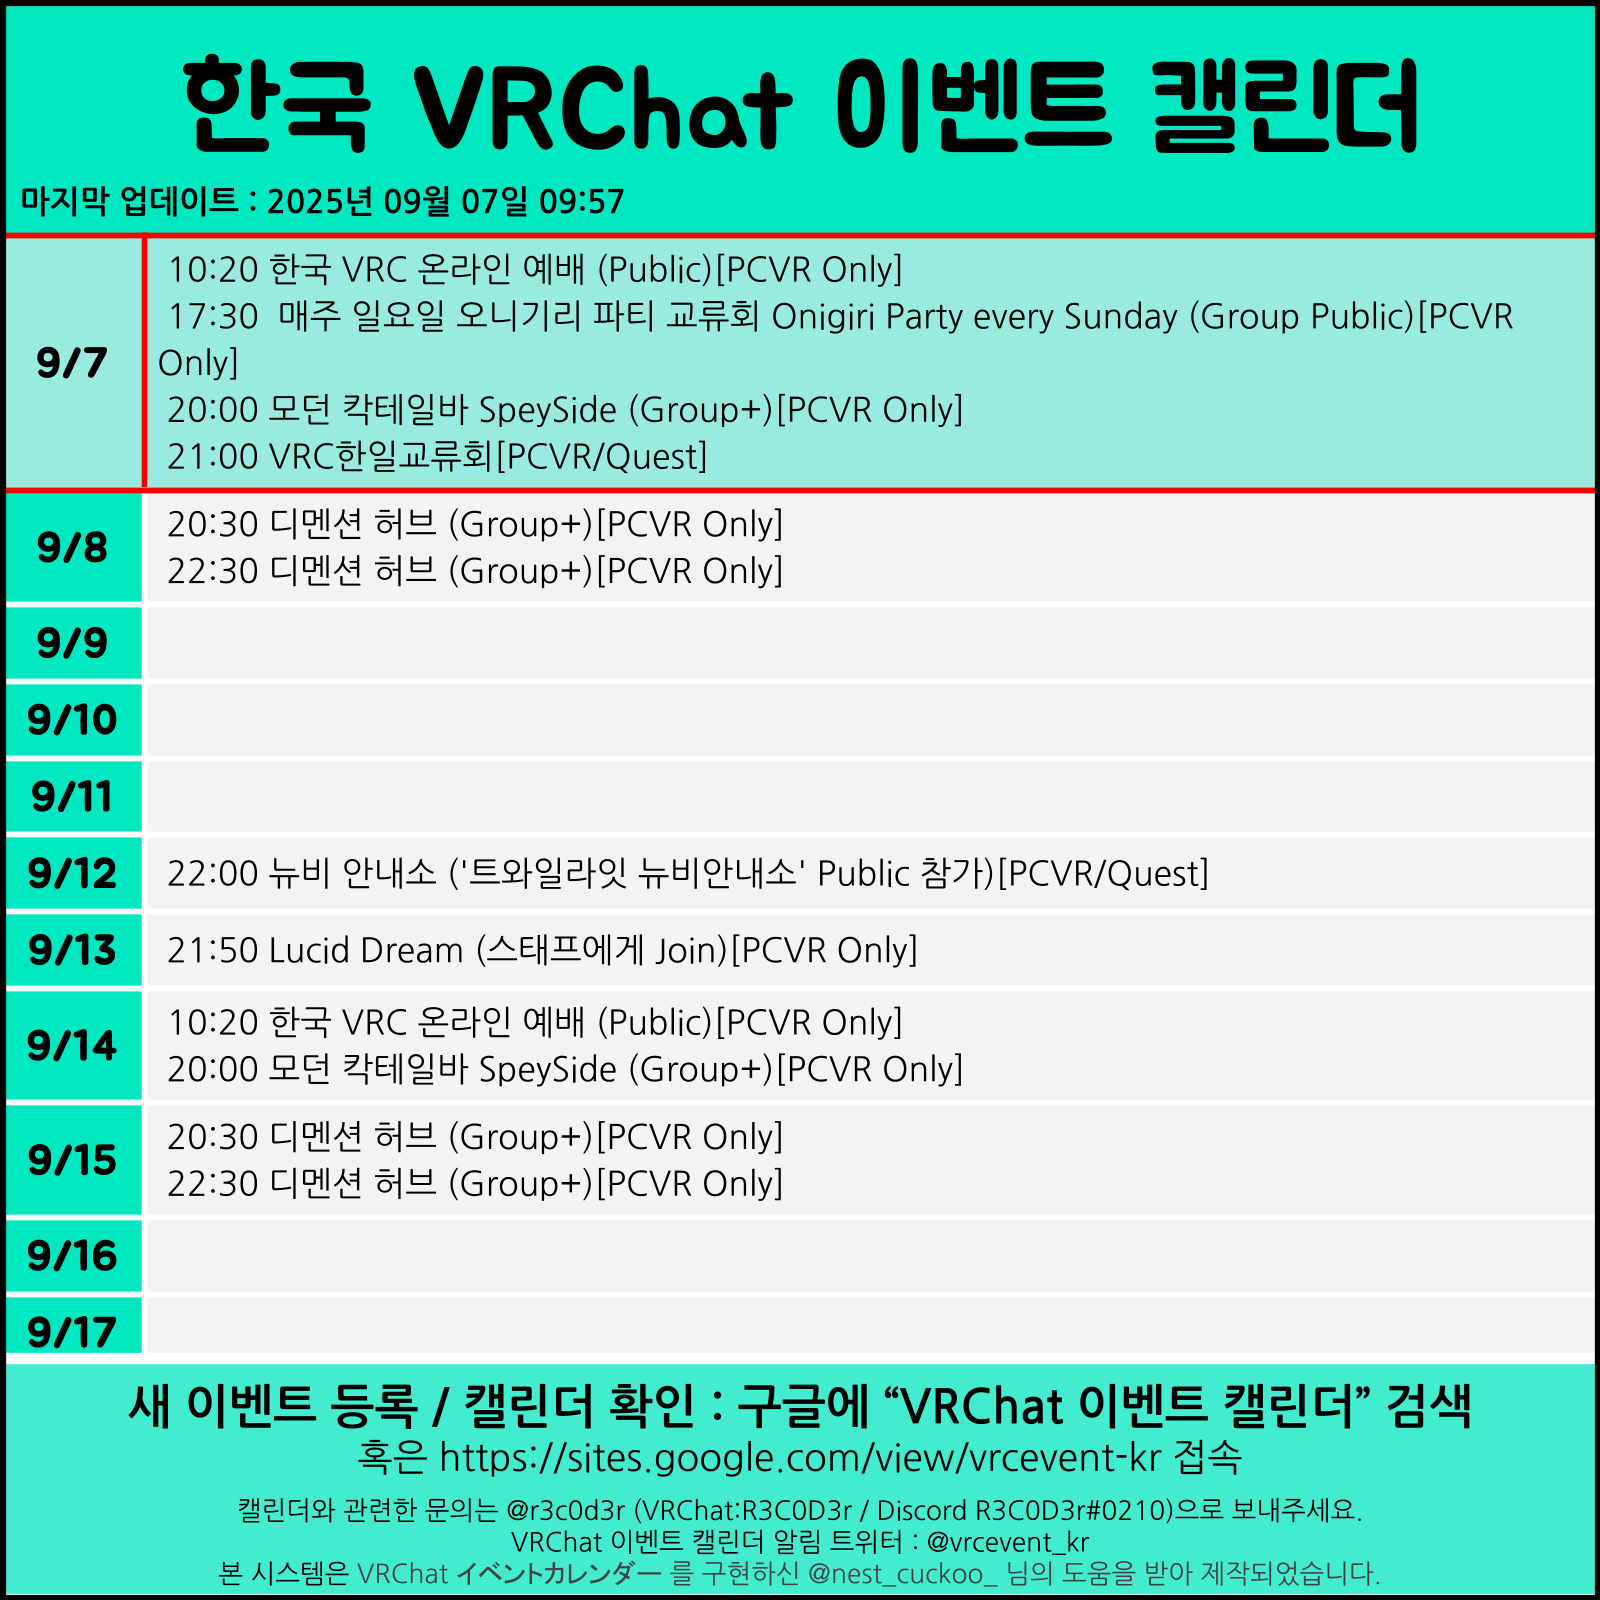 한국 VRChat 이벤트 캘린더
마지막 업데이트 : 2025년 09월 07일 09:57
9/7
10:20 한국 VRC 온라인 예배 (Public)[PCVR Only]
17:30  매주 일요일 오니기리 파티 교류회 Onigiri Party every Sunday (Group Public)[PCVR
Only]
20:00 모던 칵테일바 SpeySide (Group+)[PCVR Only]
21:00 VRC한일교류회[PCVR/Quest]
9/8
20:30 디멘션 허브 (Group+)[PCVR Only]
22:30 디멘션 허브 (Group+)[PCVR Only]
9/9
9/10
9/11
9/12
22:00 뉴비 안내소 ('트와일라잇 뉴비안내소' Public 참가)[PCVR/Quest]
9/13
21:50 Lucid Dream (스태프에게 Join)[PCVR Only]
9/14
10:20 한국 VRC 온라인 예배 (Public)[PCVR Only]
20:00 모던 칵테일바 SpeySide (Group+)[PCVR Only]
9/15
20:30 디멘션 허브 (Group+)[PCVR Only]
22:30 디멘션 허브 (Group+)[PCVR Only]
9/16
9/17
새 이벤트 등록 / 캘린더 확인 : 구글에 “VRChat 이벤트 캘린더” 검색
혹은 https://sites.google.com/view/vrcevent-kr 접속
캘린더와 관련한 문의는 @r3c0d3r (VRChat:R3C0D3r / Discord R3C0D3r#0210)으로 보내주세요.
VRChat 이벤트 캘린더 알림 트위터 : @vrcevent_kr
본 시스템은 VRChat イベントカレンダー 를 구현하신 @nest_cuckoo_ 님의 도움을 받아 제작되었습니다.